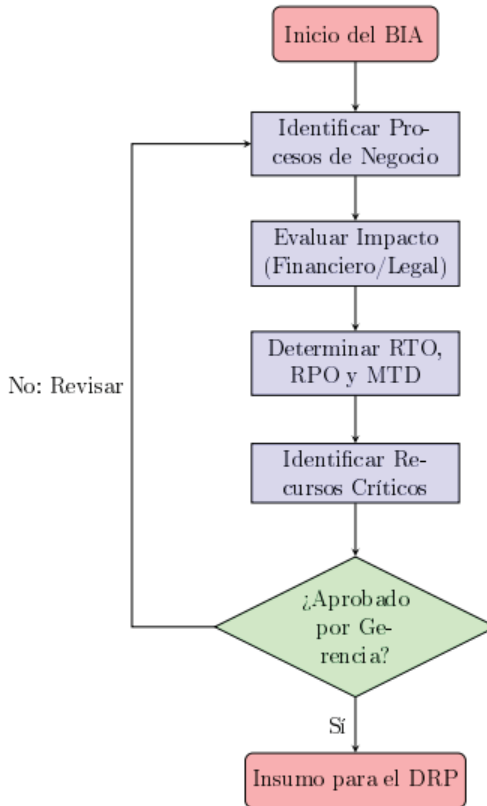 Inicio del BIA
Identificar Pro-
cesos de Negocio
Evaluar Impacto
(Financiero/Legal)
Determinar RTO,
RPO y MTD
No: Revisar
Identificar Re-
cursos Críticos
¿Aprobado
por Ge-
rencia?
Sí
Insumo para el DRP